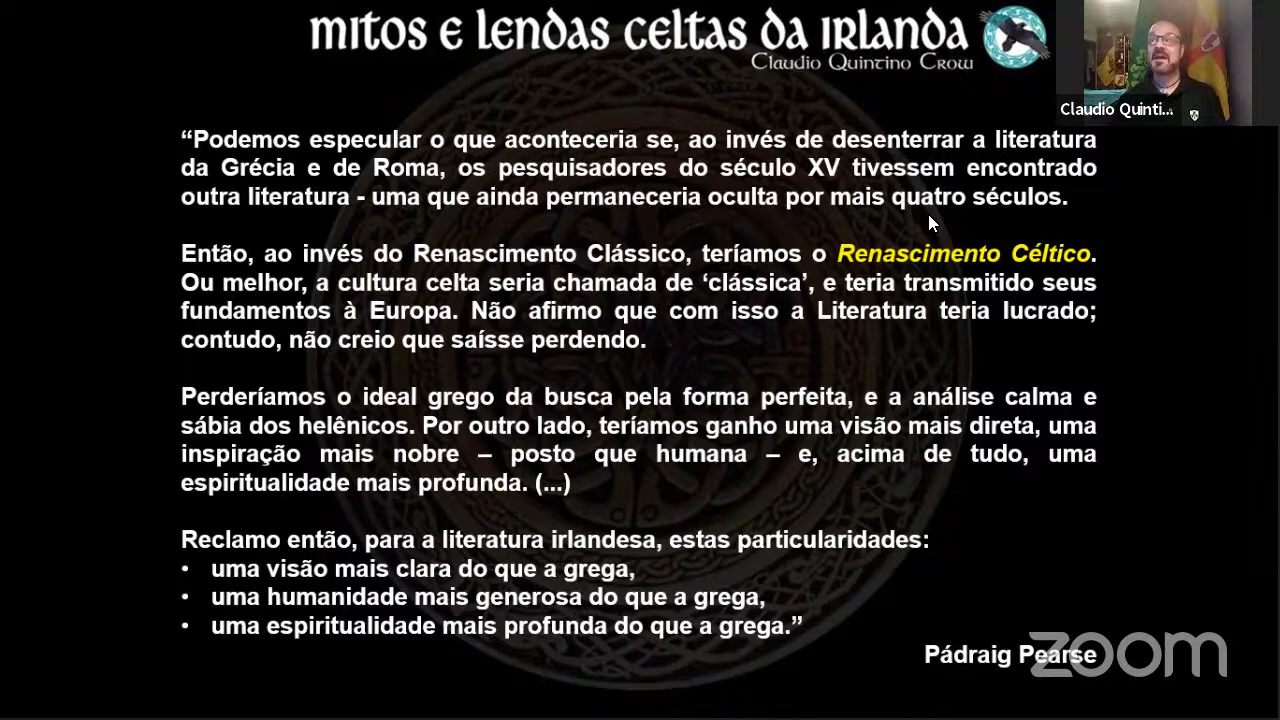 mitos e lendas celtas da irlanda
Claudio Quintino Crow
Claudio Quinti...
“Podemos especular o que aconteceria se, ao invés de desenterrar a literatura
da Grécia e de Roma, os pesquisadores do século XV tivessem encontrado
outra literatura - uma que ainda permaneceria oculta por mais quatro séculos.
Então, ao invés do Renascimento Clássico, teríamos o Renascimento Céltico.
Ou melhor, a cultura celta seria chamada de ‘clássica’, e teria transmitido seus
fundamentos à Europa. Não afirmo que com isso a Literatura teria lucrado;
contudo, não creio que saísse perdendo.
Perderíamos o ideal grego da busca pela forma perfeita, e a análise calma e
sábia dos helênicos. Por outro lado, teríamos ganho uma visão mais direta, uma
inspiração mais nobre – posto que humana – e, acima de tudo, uma
espiritualidade mais profunda. (...)
Reclamo então, para a literatura irlandesa, estas particularidades:
• uma visão mais clara do que a grega,
• uma humanidade mais generosa do que a grega,
• uma espiritualidade mais profunda do que a grega.”
Pádraig Pearse
zoom